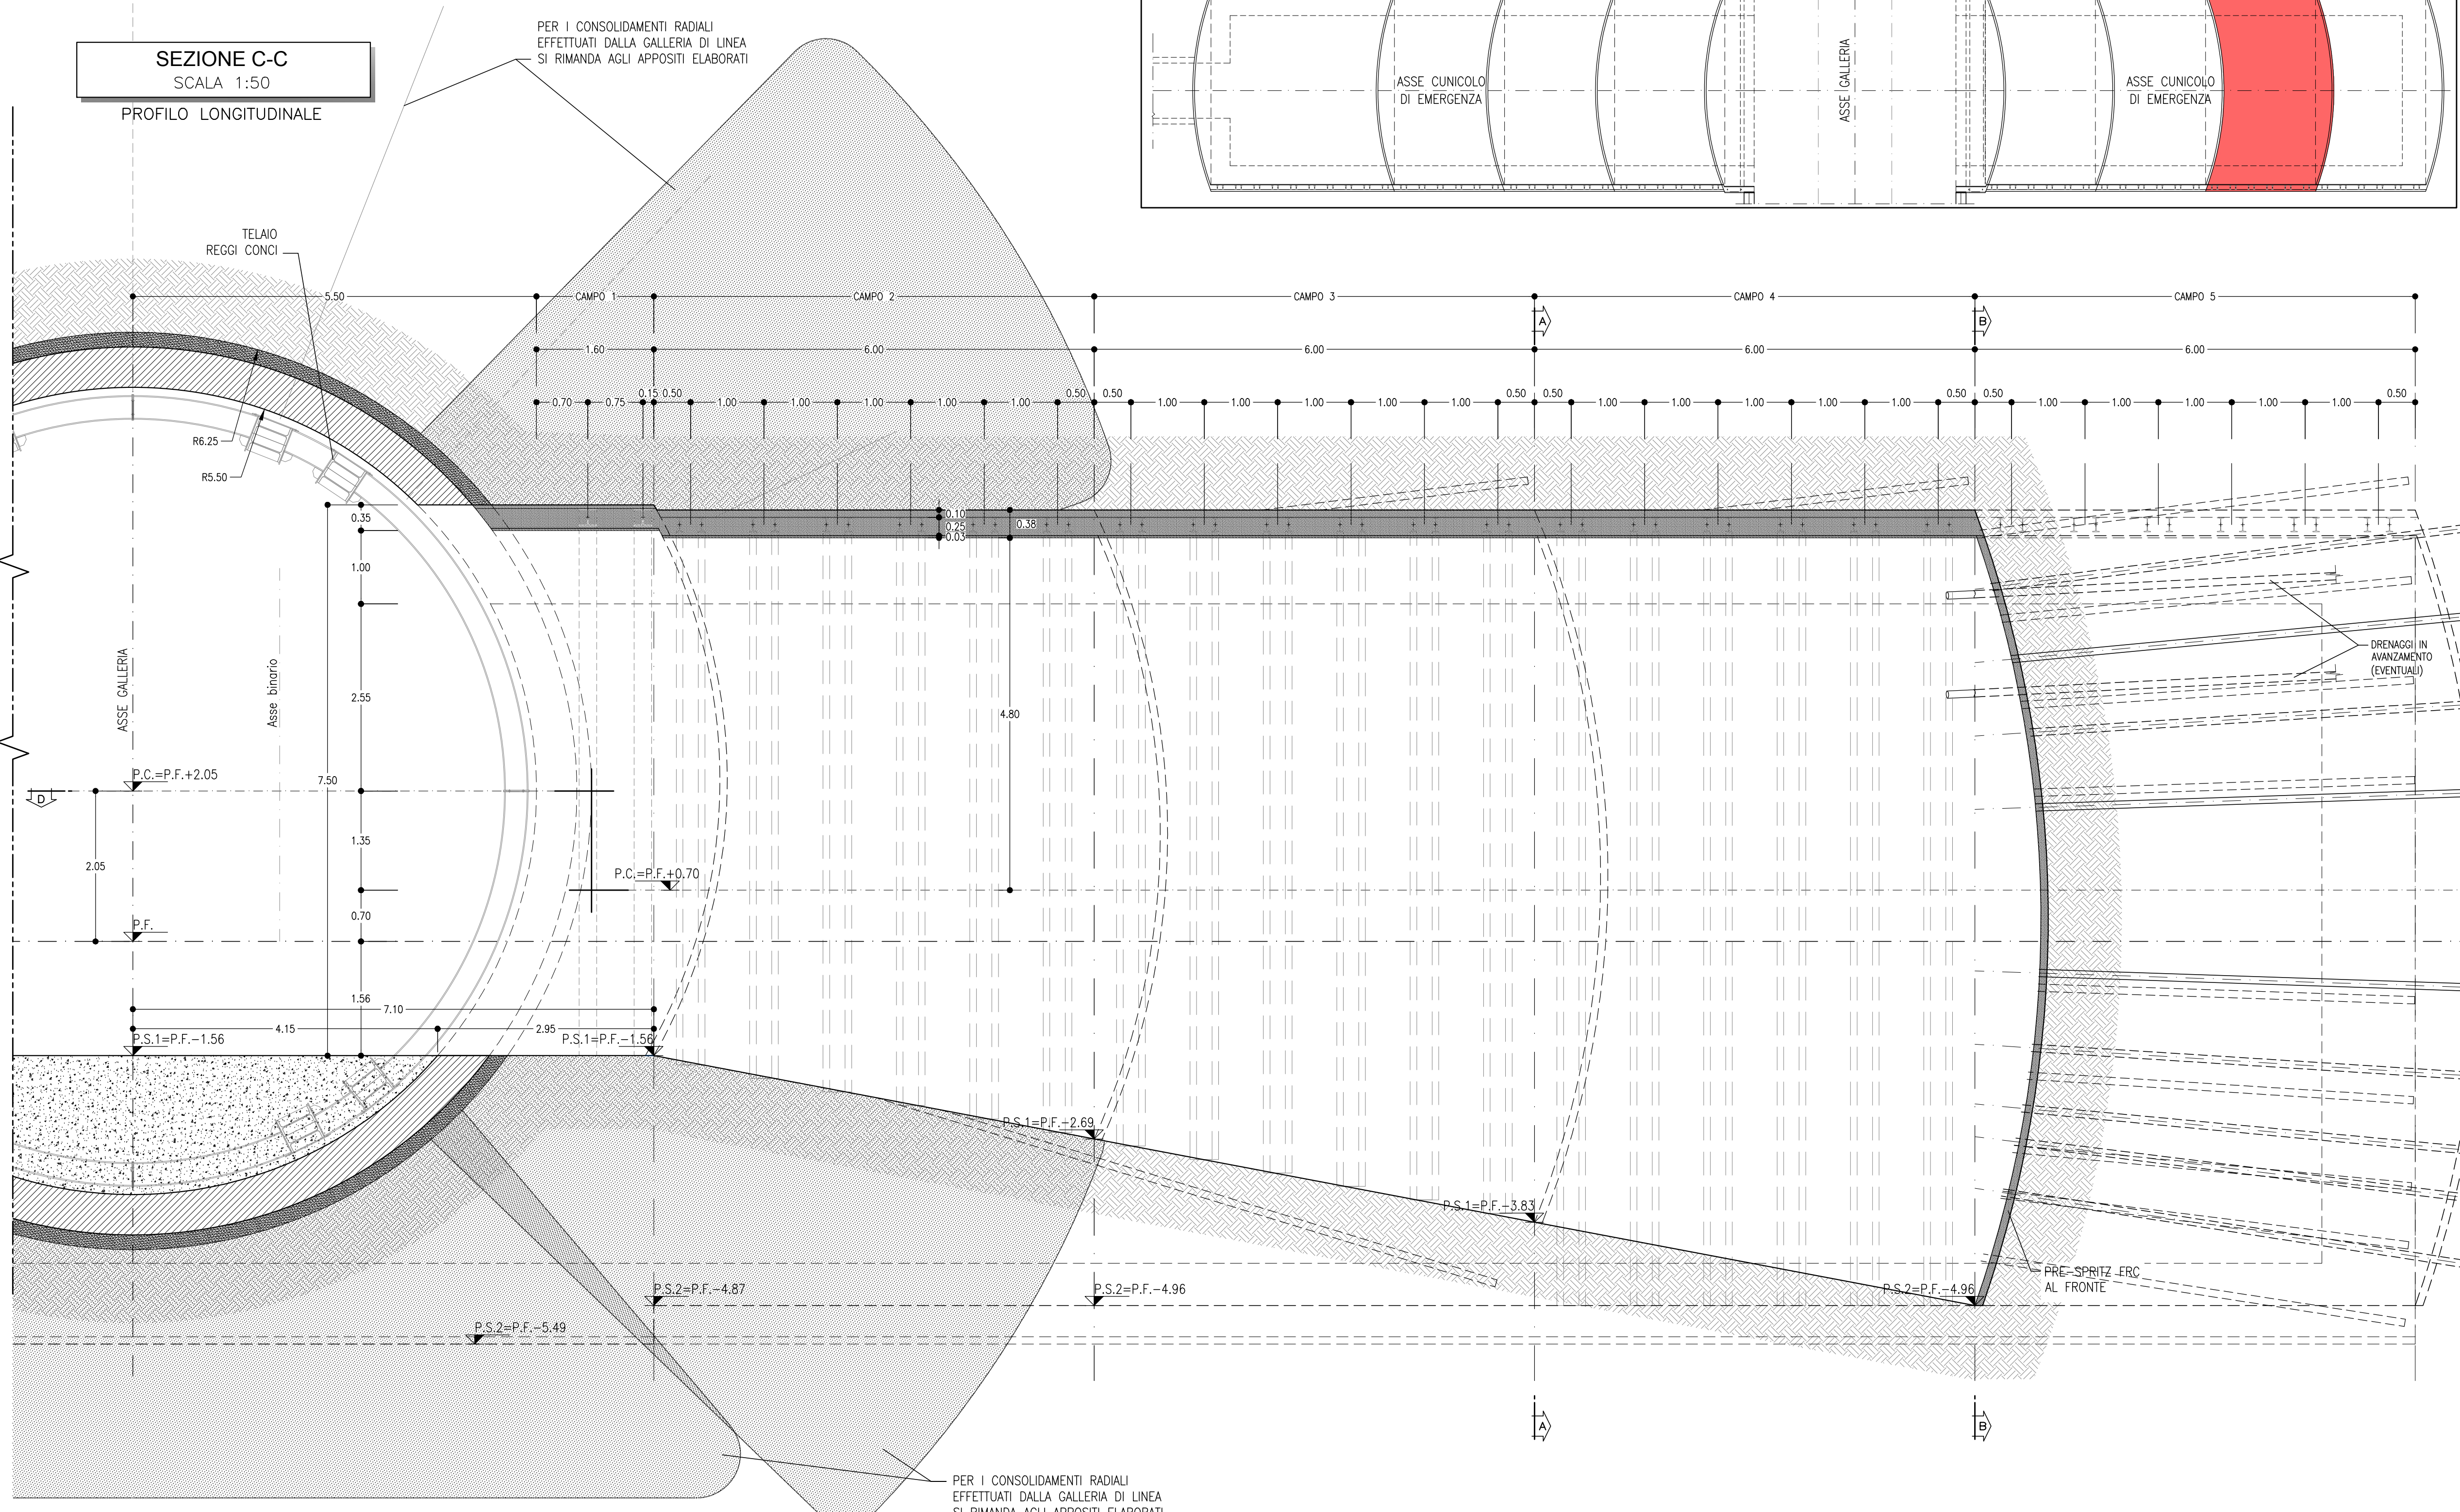 SEZIONE C-C
SCALA 1:50
PROFILO LONGITUDINALE
PER I CONSOLIDAMENTI RADIALI
EFFETTUATI DALLA GALLERIA DI LINEA
SI RIMANDA AGLI APPOSITI ELABORATI
ASSE CUNICOLO
DI EMERGENZA
ASSE GALLERIA
ASSE CUNICOLO
DI EMERGENZA
TELAIO
REGGI CONCI
5.50
CAMPO 1
CAMPO 2
CAMPO 3
CAMPO 4
CAMPO 5
A
B
1.60
6.00
6.00
6.00
6.00
0.70
0.75
0.15
0.50
1.00
1.00
1.00
1.00
1.00
0.50
0.50
1.00
1.00
1.00
1.00
1.00
0.50
0.50
1.00
1.00
1.00
1.00
1.00
0.50
0.50
1.00
1.00
1.00
1.00
1.00
0.50
R6.25
R5.50
0.35
0.10
0.25
0.03
0.38
1.00
2.55
ASSE GALLERIA
Asse binario
DRENAGGI IN
AVANZAMENTO
(EVENTUALI)
4.80
P.C.=P.F.+2.05
7.50
D
1.35
2.05
P.C.=P.F.+0.70
0.70
P.F.
1.56
7.10
4.15
2.95
P.S.1=P.F.-1.56
P.S.1=P.F.-1.56
P.S.1=P.F.-2.69
P.S.1=P.F.-3.83
P.S.2=P.F.-4.87
P.S.2=P.F.-4.96
P.S.2=P.F.-4.96
PRE-SPRITZ FRC
AL FRONTE
P.S.2=P.F.-5.49
A
B
PER I CONSOLIDAMENTI RADIALI
EFFETTUATI DALLA GALLERIA DI LINEA
SI RIMANDA AGLI APPOSITI ELABORATI